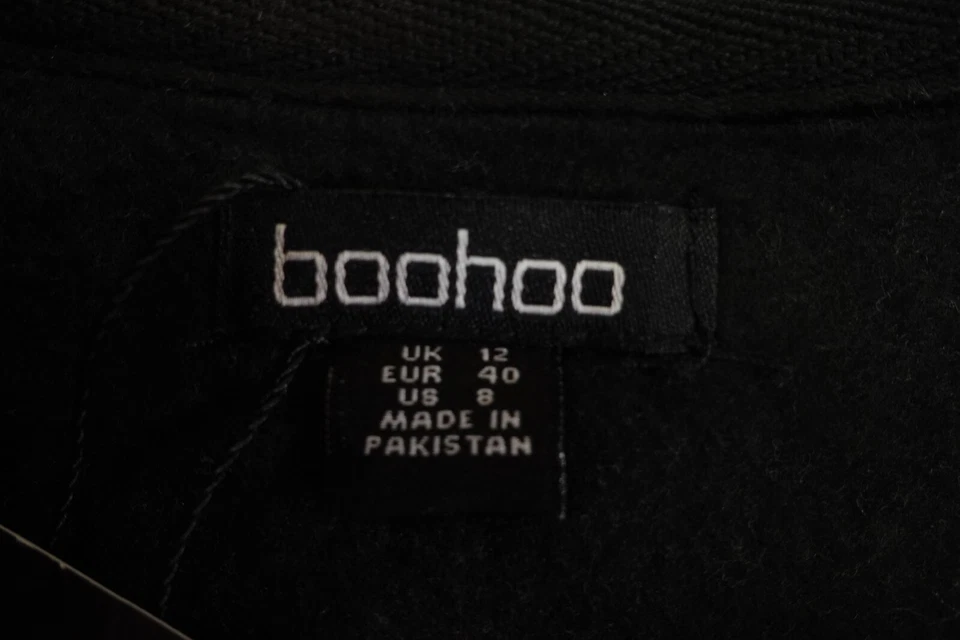 boohoo
UK 12
EUR 40
US 8
MADE IN
PAKISTAN